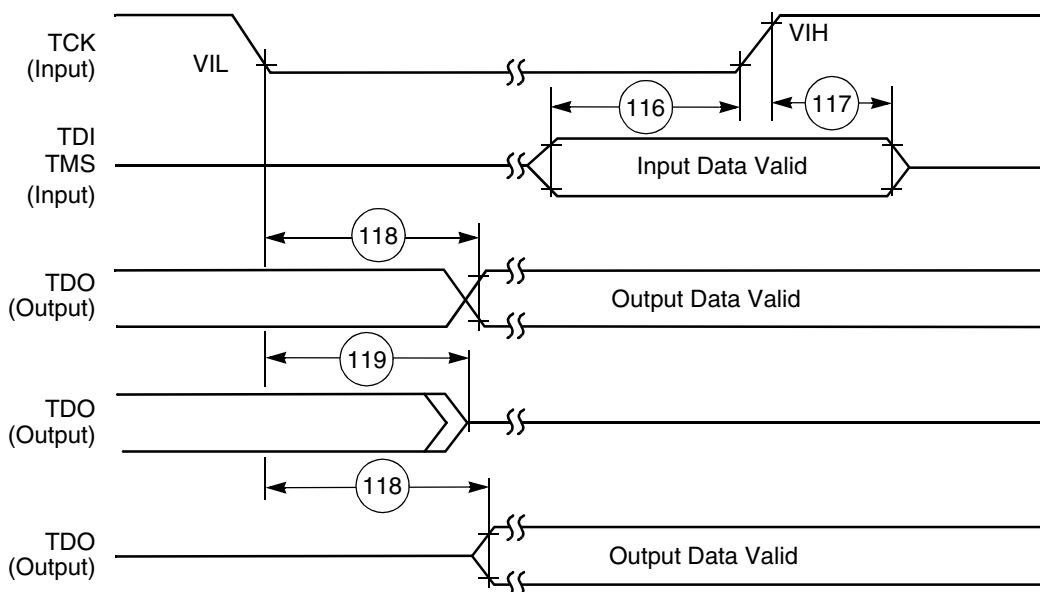 TCK
(Input)
VIL
VIH
116
117
TDI
TMS
(Input)
Input Data Valid
118
TDO
(Output)
Output Data Valid
119
TDO
(Output)
118
TDO
(Output)
Output Data Valid